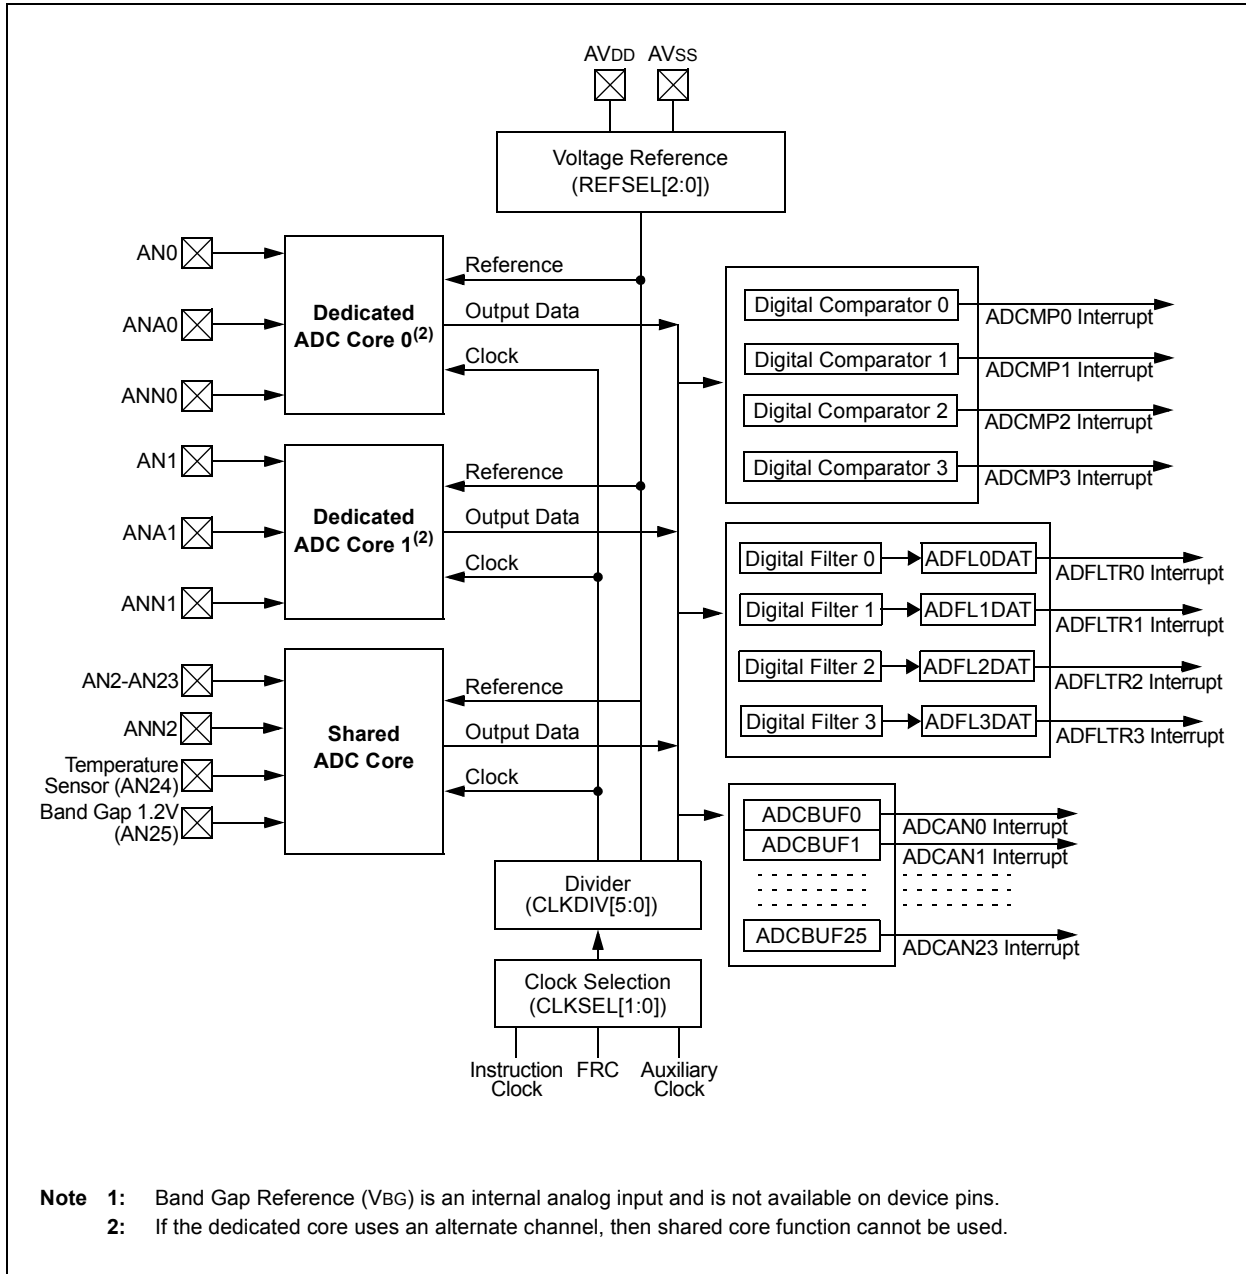 AVDD AVSS
Voltage Reference
(REFSEL[2:0])
AN0
ANA0
ANN0
Dedicated
ADC Core 0(2)
Reference
Output Data
Clock
AN1
ANA1
ANN1
Dedicated
ADC Core 1(2)
Reference
Output Data
Clock
AN2-AN23
ANN2
Temperature
Sensor (AN24)
Band Gap 1.2V
(AN25)
Shared
ADC Core
Reference
Output Data
Clock
Digital Comparator 0
ADCMP0 Interrupt
Digital Comparator 1
ADCMP1 Interrupt
Digital Comparator 2
ADCMP2 Interrupt
Digital Comparator 3
ADCMP3 Interrupt
Digital Filter 0 ADFL0DAT
ADFLTR0 Interrupt
Digital Filter 1 ADFL1DAT
ADFLTR1 Interrupt
Digital Filter 2 ADFL2DAT
ADFLTR2 Interrupt
Digital Filter 3 ADFL3DAT
ADFLTR3 Interrupt
ADCBUF0
ADCAN0 Interrupt
ADCBUF1
ADCAN1 Interrupt
ADCBUF25
ADCAN23 Interrupt
Divider
(CLKDIV[5:0])
Clock Selection
(CLKSEL[1:0])
Instruction
Clock
FRC
Auxiliary
Clock
Note 1: Band Gap Reference (VBG) is an internal analog input and is not available on device pins.
2: If the dedicated core uses an alternate channel, then shared core function cannot be used.